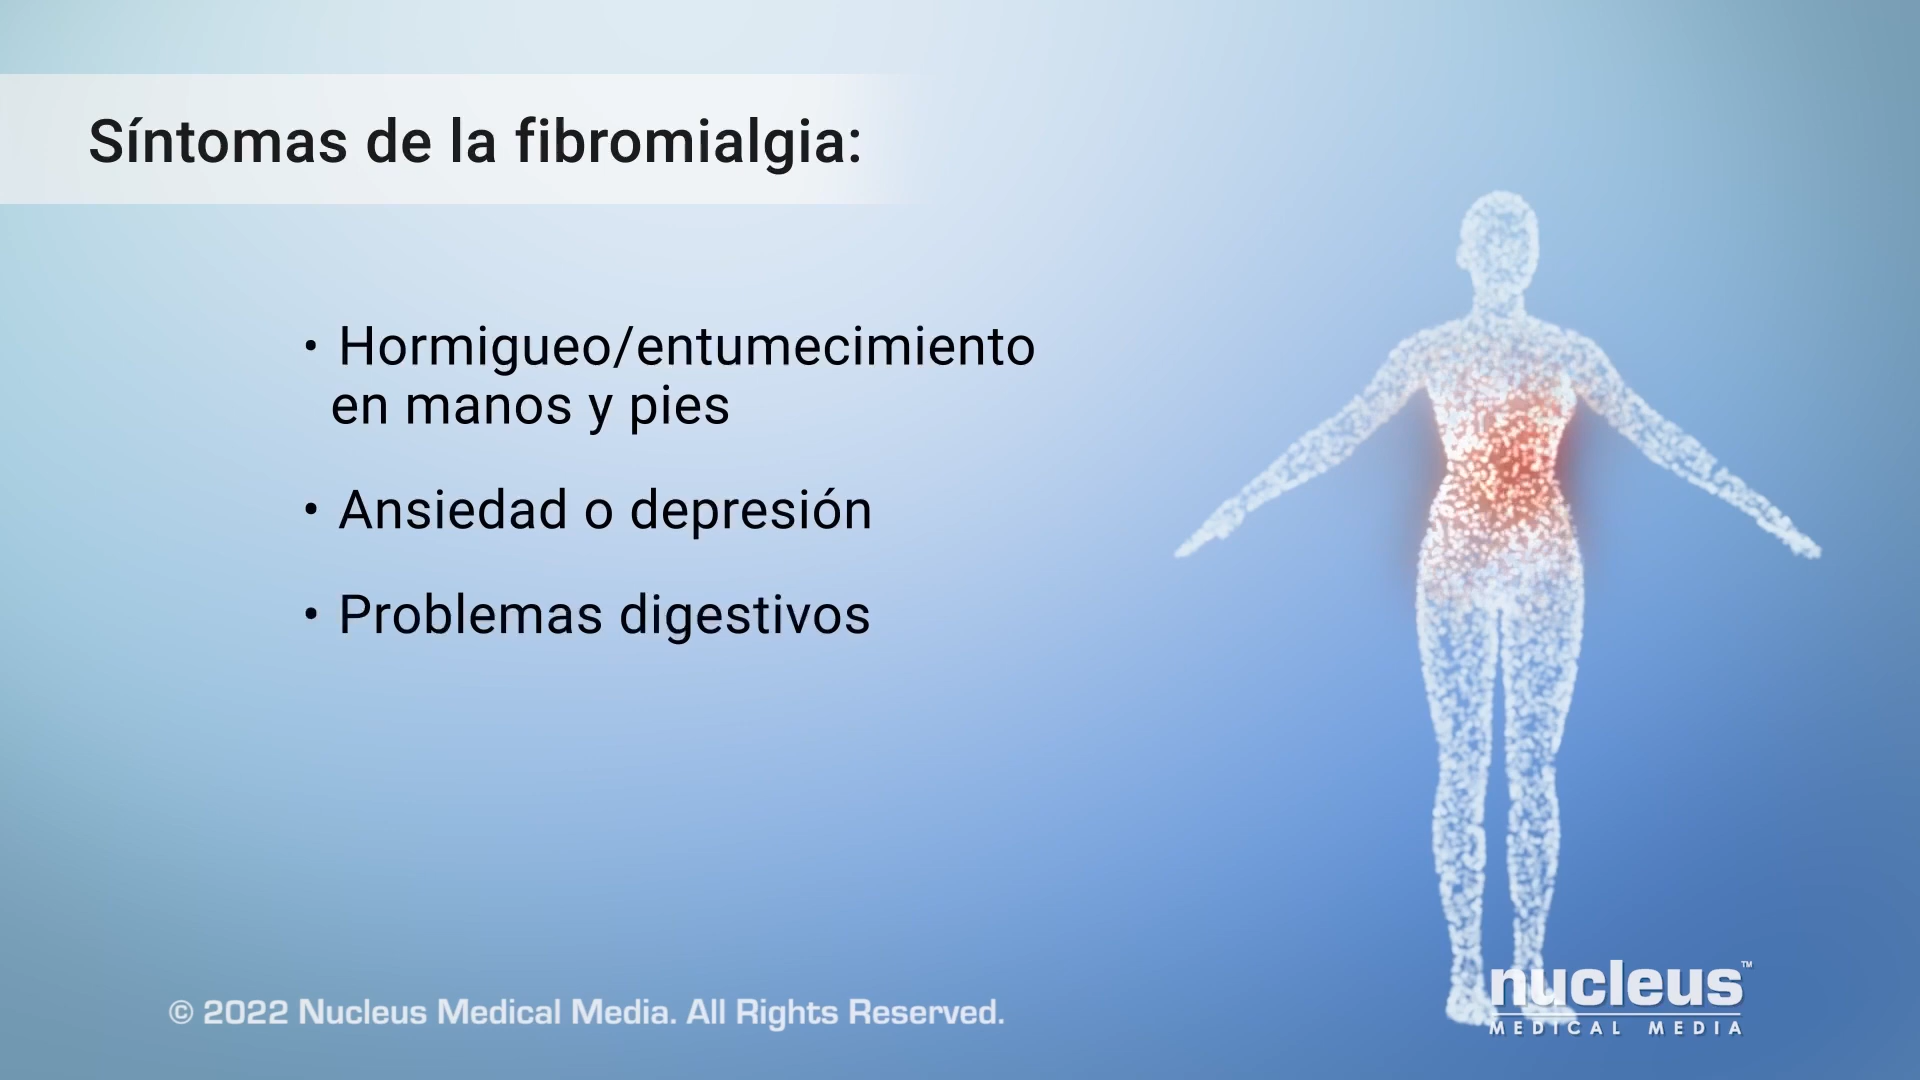 Síntomas de la fibromialgia:
• Hormigueo/entumecimiento
en manos y pies
• Ansiedad o depresión
• Problemas digestivos
© 2022 Nucleus Medical Media. All Rights Reserved.
nucleus™
MEDICAL MEDIA